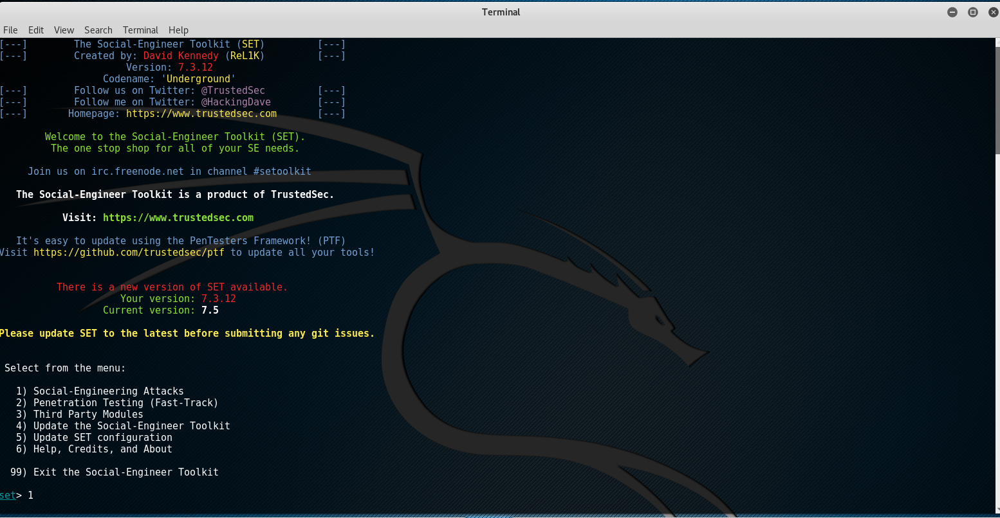 Terminal
File Edit View Search Terminal Help
[---] The Social-Engineer Toolkit (SET) [---]
[---] Created by: David Kennedy (ReL1K) [---]
Version: 7.3.12
Codename: 'Underground'
[---] Follow us on Twitter: @TrustedSec [---]
[---] Follow me on Twitter: @HackingDave [---]
[---] Homepage: https://www.trustedsec.com [---]
Welcome to the Social-Engineer Toolkit (SET).
The one stop shop for all of your SE needs.
Join us on irc.freenode.net in channel #setoolkit
The Social-Engineer Toolkit is a product of TrustedSec.
Visit: https://www.trustedsec.com
It's easy to update using the PenTesters Framework! (PTF)
Visit https://github.com/trustedsec/ptf to update all your tools!
There is a new version of SET available.
Your version: 7.3.12
Current version: 7.5
Please update SET to the latest before submitting any git issues.
Select from the menu:
1) Social-Engineering Attacks
2) Penetration Testing (Fast-Track)
3) Third Party Modules
4) Update the Social-Engineer Toolkit
5) Update SET configuration
6) Help, Credits, and About
99) Exit the Social-Engineer Toolkit
set> 1